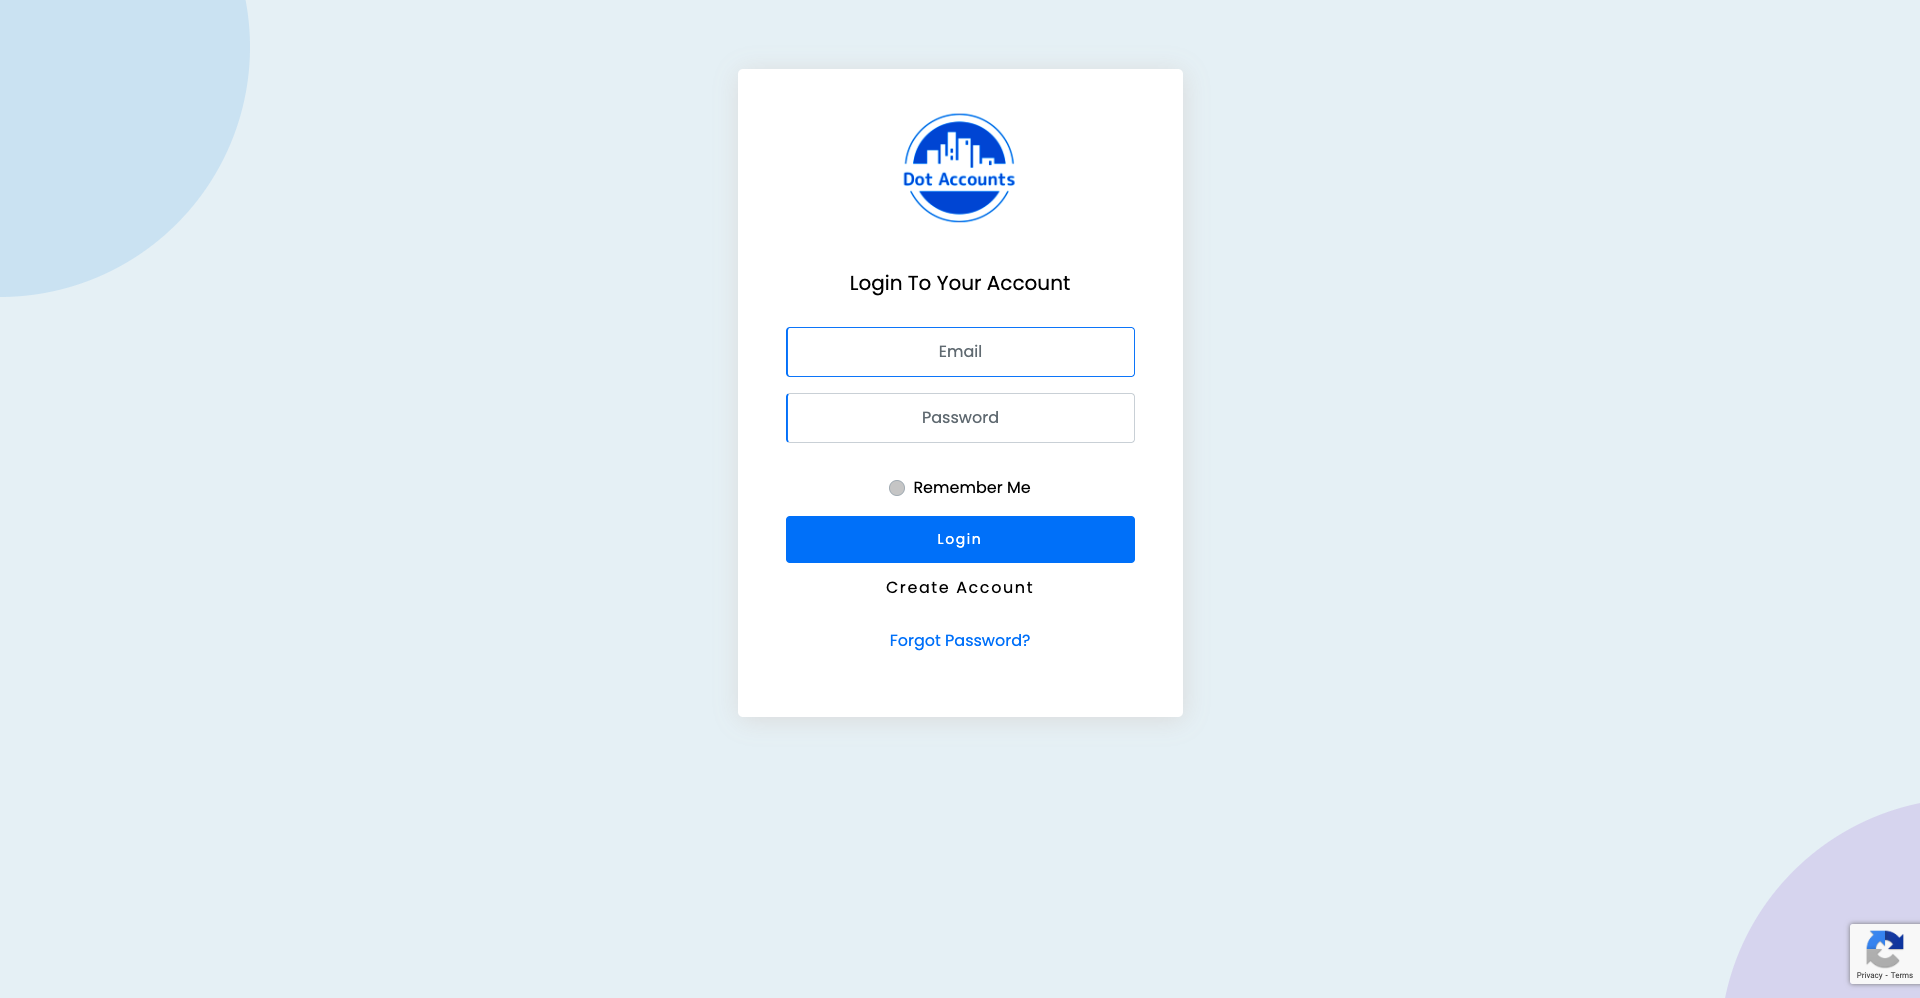 Dot Accounts
Login To Your Account
Email
Password
Remember Me
Login
Create Account
Forgot Password?
Privacy - Terms